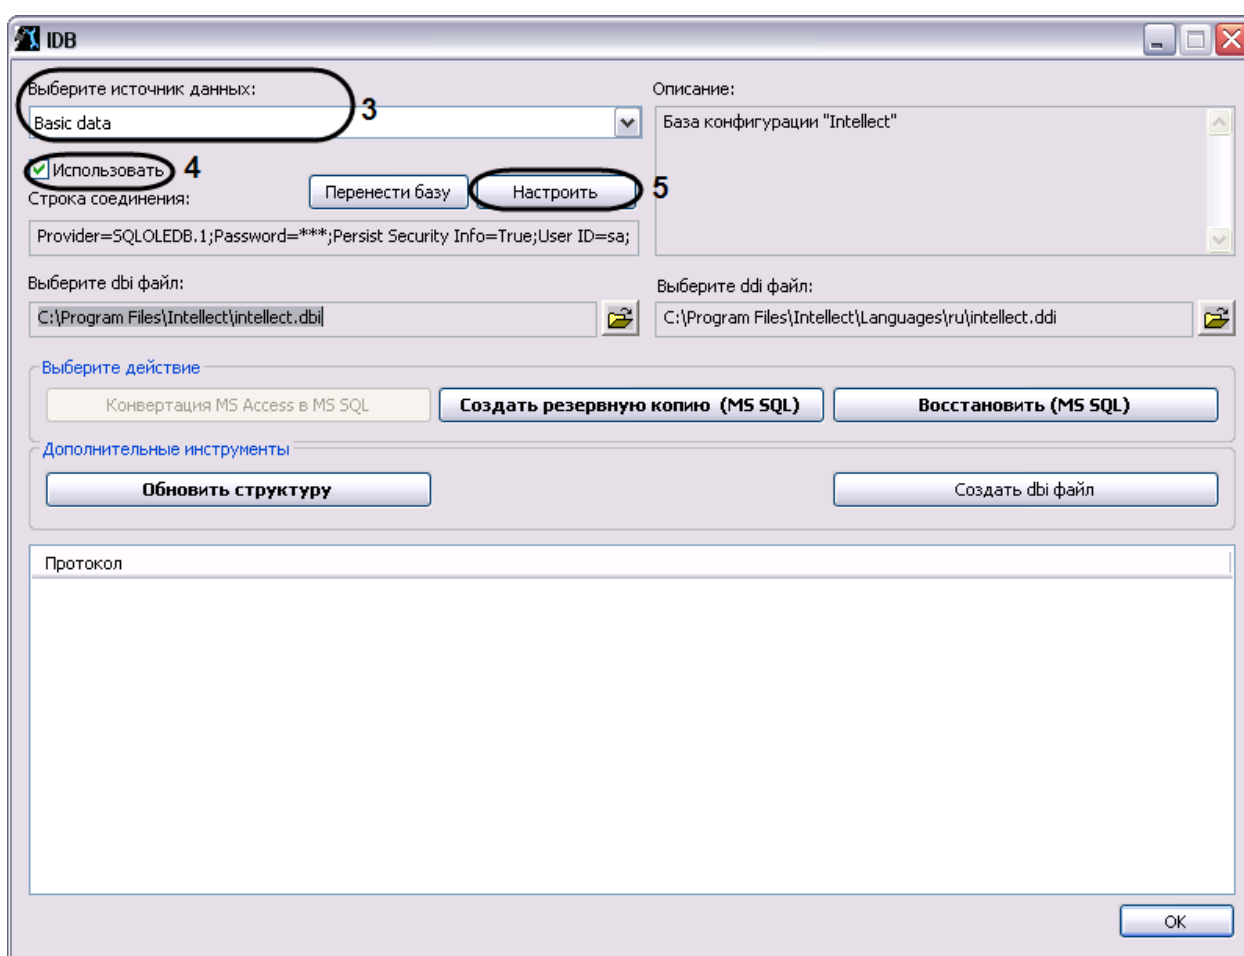 IDB
Выберите источник данных:
3
Basic data
Использовать
4
Перенести базу
Настроить
5
Строка соединения:
Provider=SQLOLEDB.1;Password=***;Persist Security Info=True;User ID=sa;
Описание:
База конфигурации "Intellect"
Выберите dbi файл:
C:\Program Files\Intellect\intellect.dbi
Выберите ddi файл:
C:\Program Files\Intellect\Languages\ru\intellect.ddi
Выберите действие
Конвертация MS Access в MS SQL
Создать резервную копию (MS SQL)
Восстановить (MS SQL)
Дополнительные инструменты
Обновить структуру
Создать dbi файл
Протокол
OK